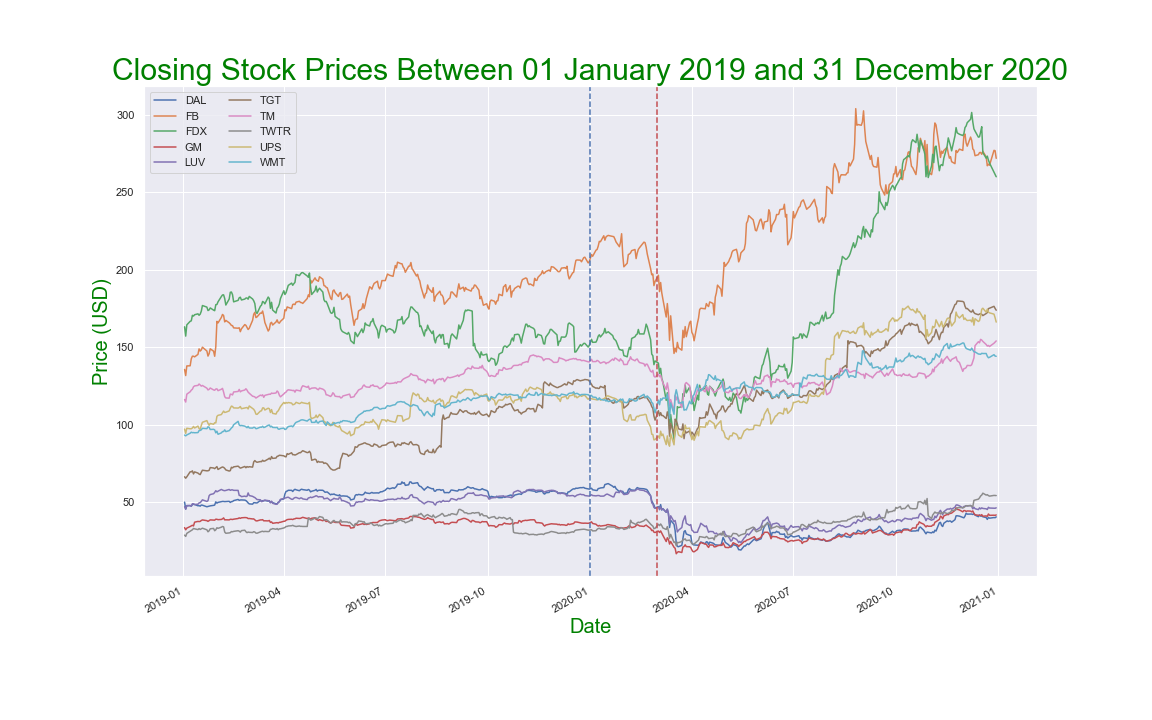 Closing Stock Prices Between 01 January 2019 and 31 December 2020
DAL TGT
FB TM
FDX TWTR
GM UPS
LUV WMT
Price (USD)
300
250
200
150
100
50
2019-01 2019-04 2019-07 2019-10 2020-01 2020-04 2020-07 2020-10 2021-01
Date